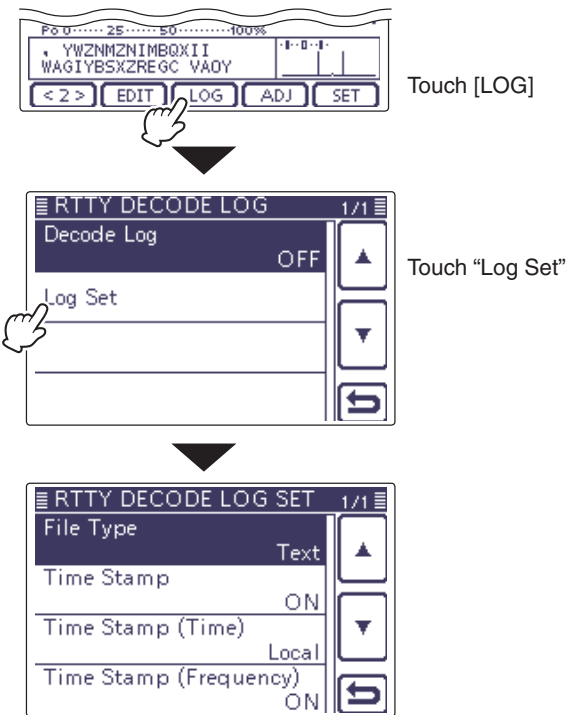 Po 0······25······50··········100%
. YWZNMZNIMBQXII
WAGIYBSXZREGC VAOY
< 2 > EDIT LOG ADJ SET
Touch [LOG]
RTTY DECODE LOG 1/1
Decode Log
OFF
Log Set
Touch “Log Set”
RTTY DECODE LOG SET 1/1
File Type
Text
Time Stamp
ON
Time Stamp (Time)
Local
Time Stamp (Frequency)
ON